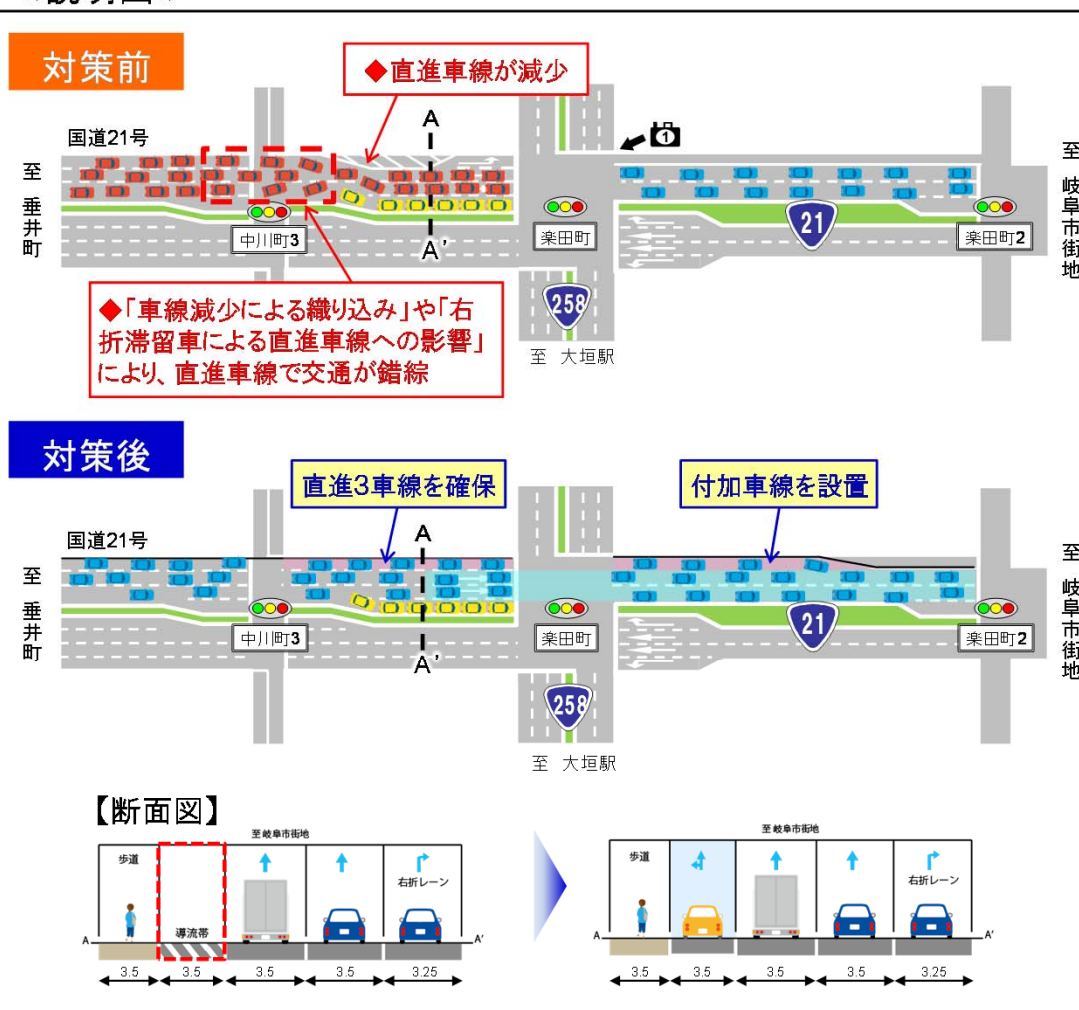 対策前
◆直進車線が減少
国道21号
A
1
至 垂井町
至 岐阜市街地
中川町3
A'
楽田町
21
楽田町2
◆「車線減少による織り込み」や「右
折滞留車による直進車線への影響」
により、直進車線で交通が錯綜
258
至 大垣駅
対策後
直進3車線を確保
付加車線を設置
国道21号
A
至 垂井町
至 岐阜市街地
中川町3
A'
楽田町
21
楽田町2
258
至 大垣駅
【断面図】
至岐阜市街地
歩道
右折レーン
導流帯
A
A'
3.5 3.5 3.5 3.5 3.25
至岐阜市街地
歩道
右折レーン
A
A'
3.5 3.5 3.5 3.5 3.25